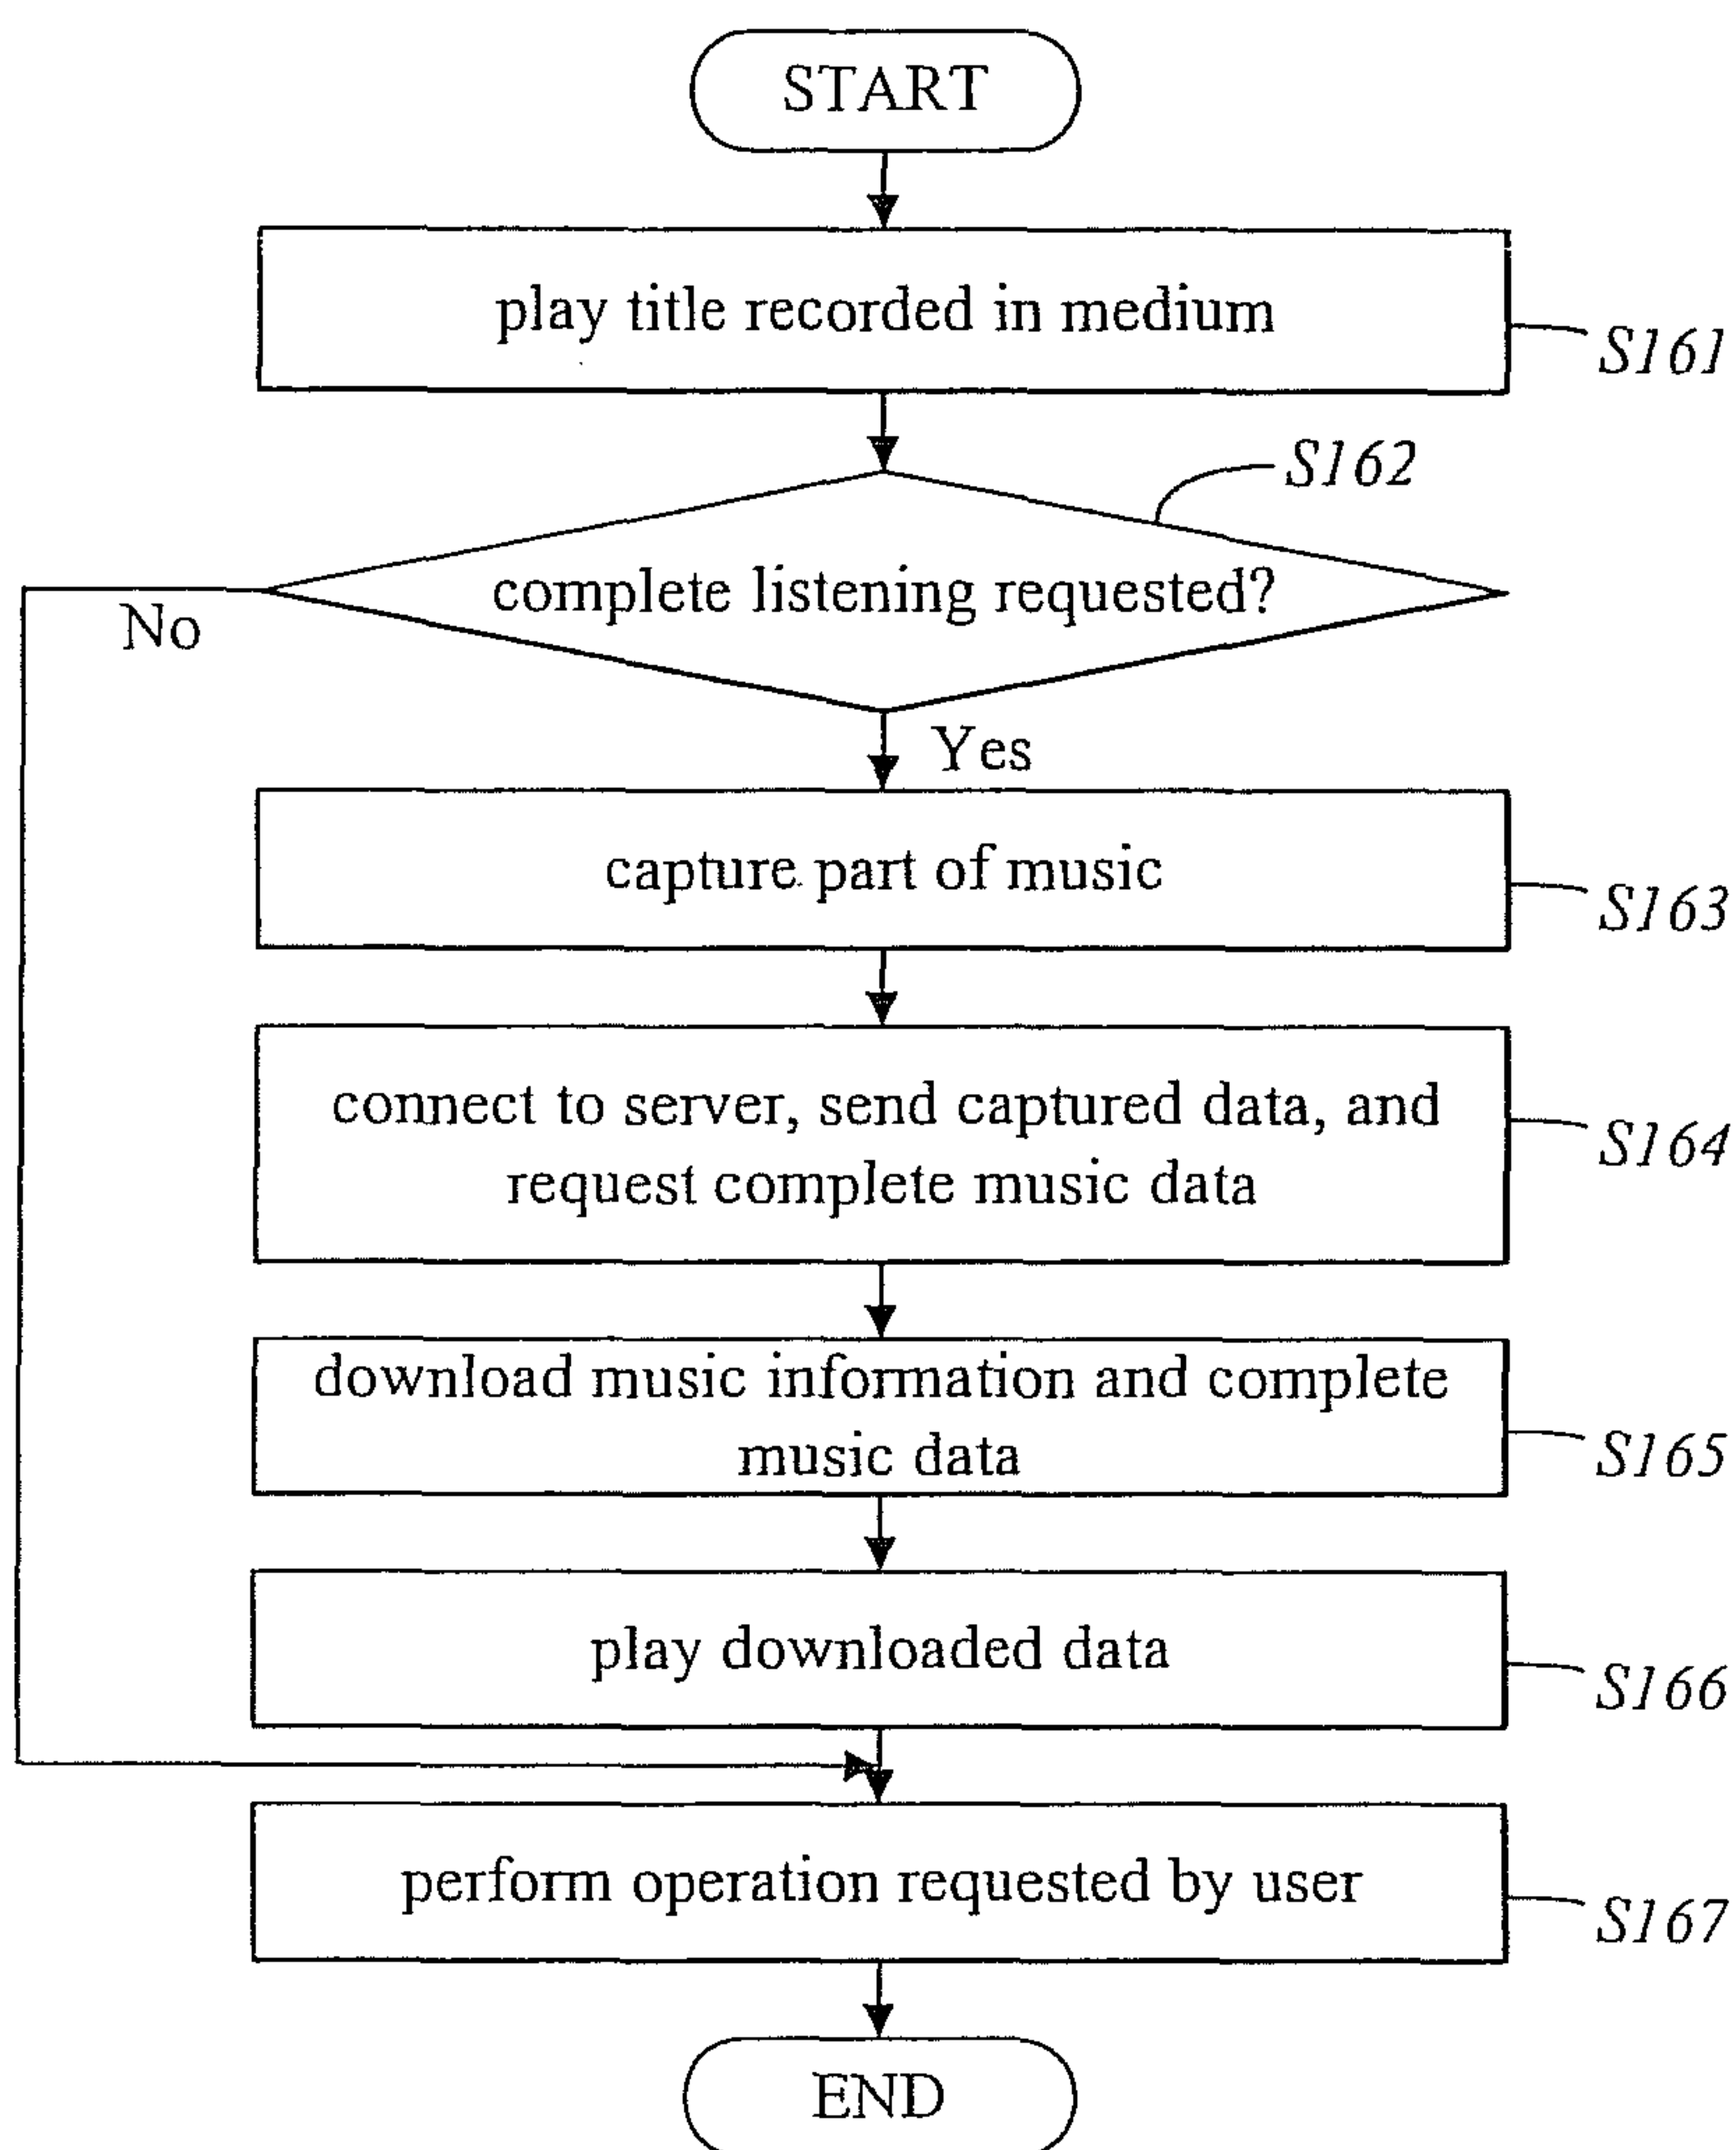 START
play title recorded in medium
S161
S162
complete listening requested?
No
Yes
capture part of music
S163
connect to server, send captured data, and
request complete music data
S164
download music information and complete
music data
S165
play downloaded data
S166
perform operation requested by user
S167
END